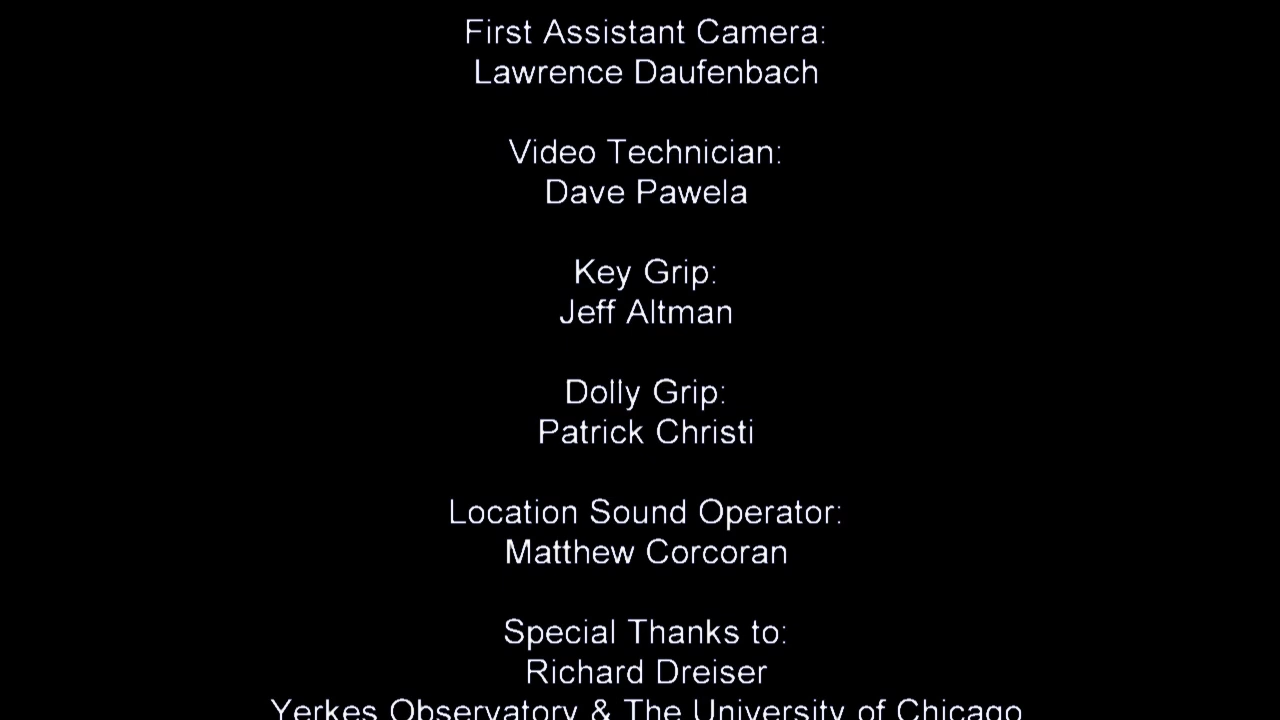 First Assistant Camera:
Lawrence Daufenbach
Video Technician:
Dave Pawela
Key Grip:
Jeff Altman
Dolly Grip:
Patrick Christi
Location Sound Operator:
Matthew Corcoran
Special Thanks to:
Richard Dreiser
Yerkes Observatory & The University of Chicago